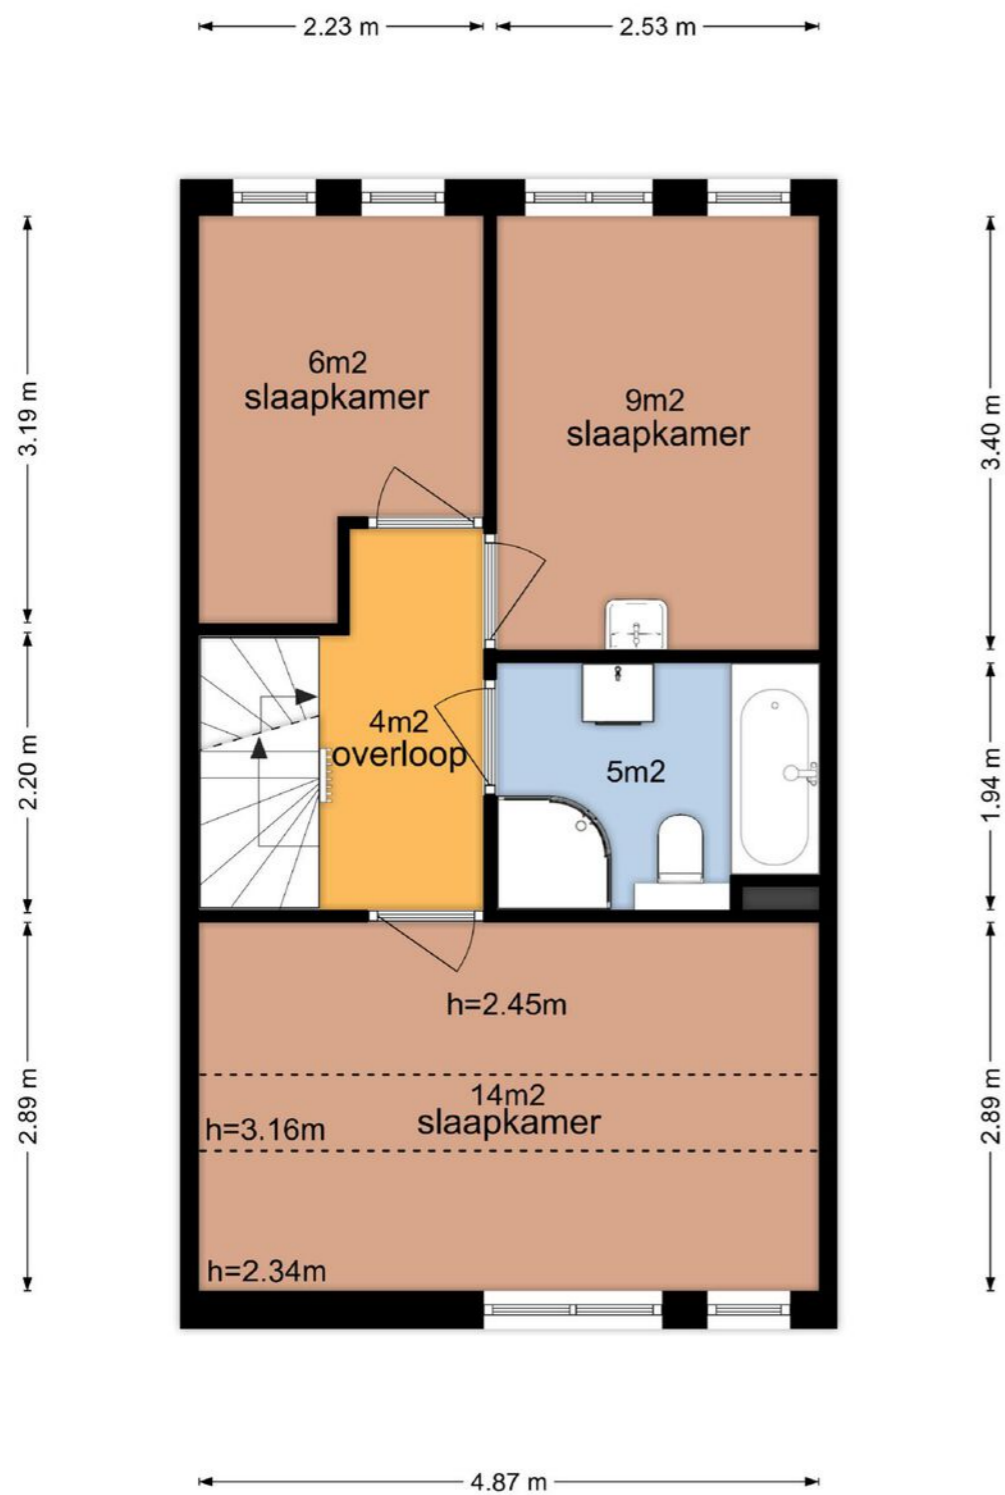 2.23 m
2.53 m
3.19 m
3.40 m
6m2
slaapkamer
9m2
slaapkamer
2.20 m
1.94 m
4m2
overloop
5m2
2.89 m
2.89 m
h=2.45m
14m2
slaapkamer
h=3.16m
h=2.34m
4.87 m